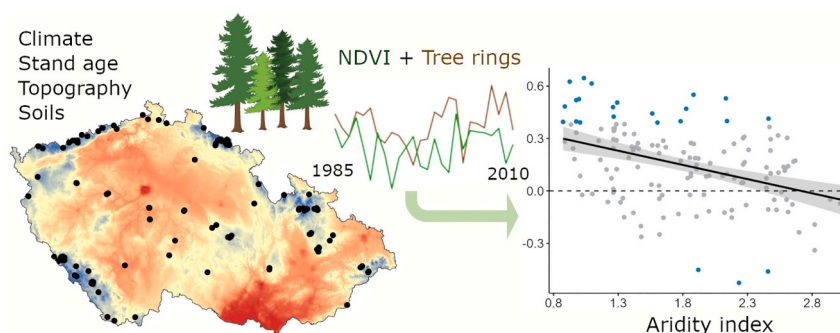 Climate
Stand age
Topography
Soils
NDVI + Tree rings
1985
2010
0.6
0.3
0.0
-0.3
0.8
1.3
1.8
2.3
2.8
Aridity index